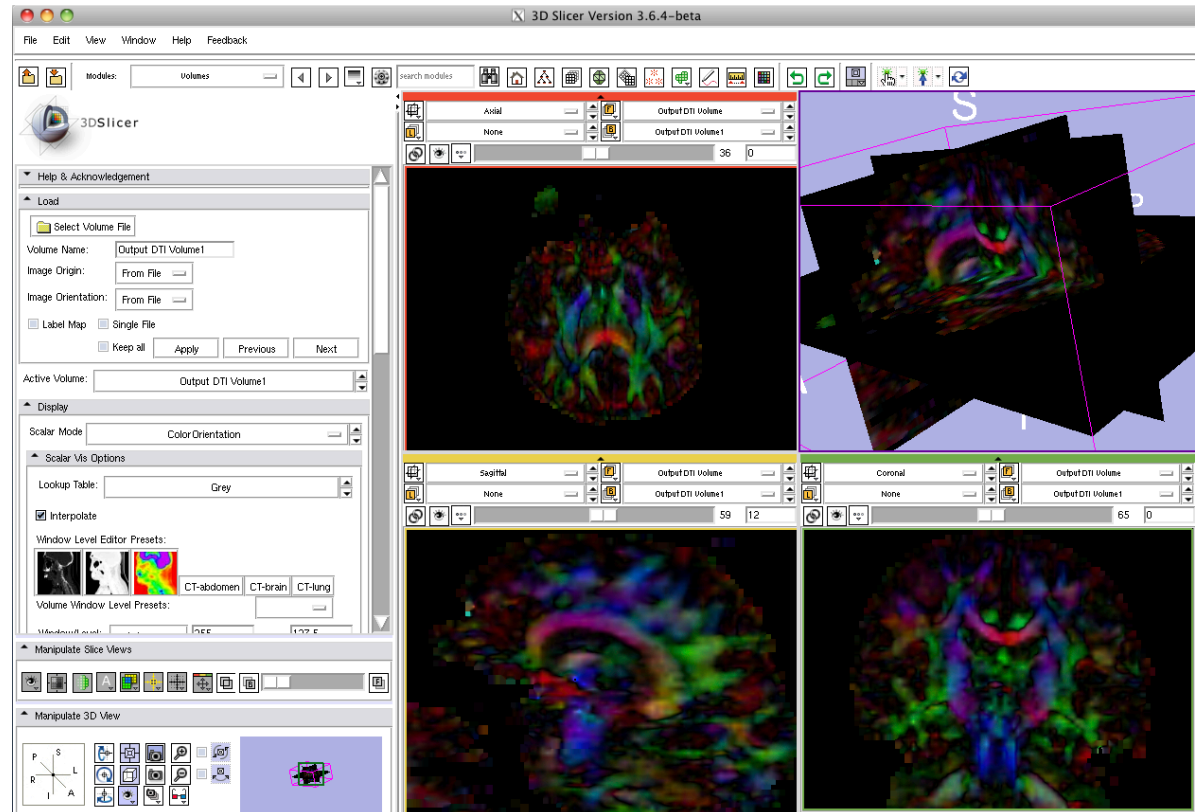 3D Slicer Version 3.6.4-beta
File Edit View Window Help Feedback
Modules: Volumes search modules
3DSlicer
Help & Acknowledgement
Load
Select Volume File
Volume Name: Output DTI Volume1
Image Origin: From File
Image Orientation: From File
Label Map Single File
Keep all Apply Previous Next
Active Volume: Output DTI Volume1
Display
Scalar Mode ColorOrientation
Scalar Vis Options
Lookup Table: Grey
Interpolate
Window Level Editor Presets:
CT-abdomen CT-brain CT-lung
Volume Window Level Presets:
Window/Level: 255 127.5
Manipulate Slice Views
Manipulate 3D View
P S L R I A
Axial Output DTI Volume
None Output DTI Volume1
36 0
S
P
I
Sagittal Output DTI Volume
None Output DTI Volume1
59 12
Coronal Output DTI Volume
None Output DTI Volume1
65 0